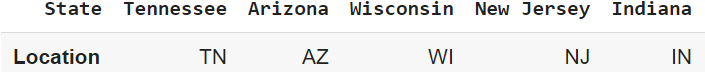 State Tennessee Arizona Wisconsin New Jersey Indiana
Location TN AZ WI NJ IN